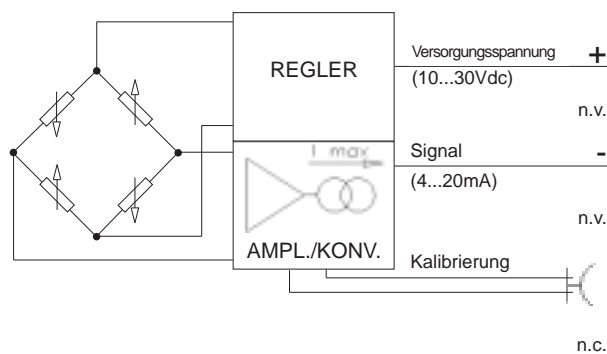 REGLER
Versorgungsspannung +
(10...30Vdc)
n.v.
I max
Signal -
(4...20mA)
n.v.
AMPL./KONV.
Kalibrierung
n.c.